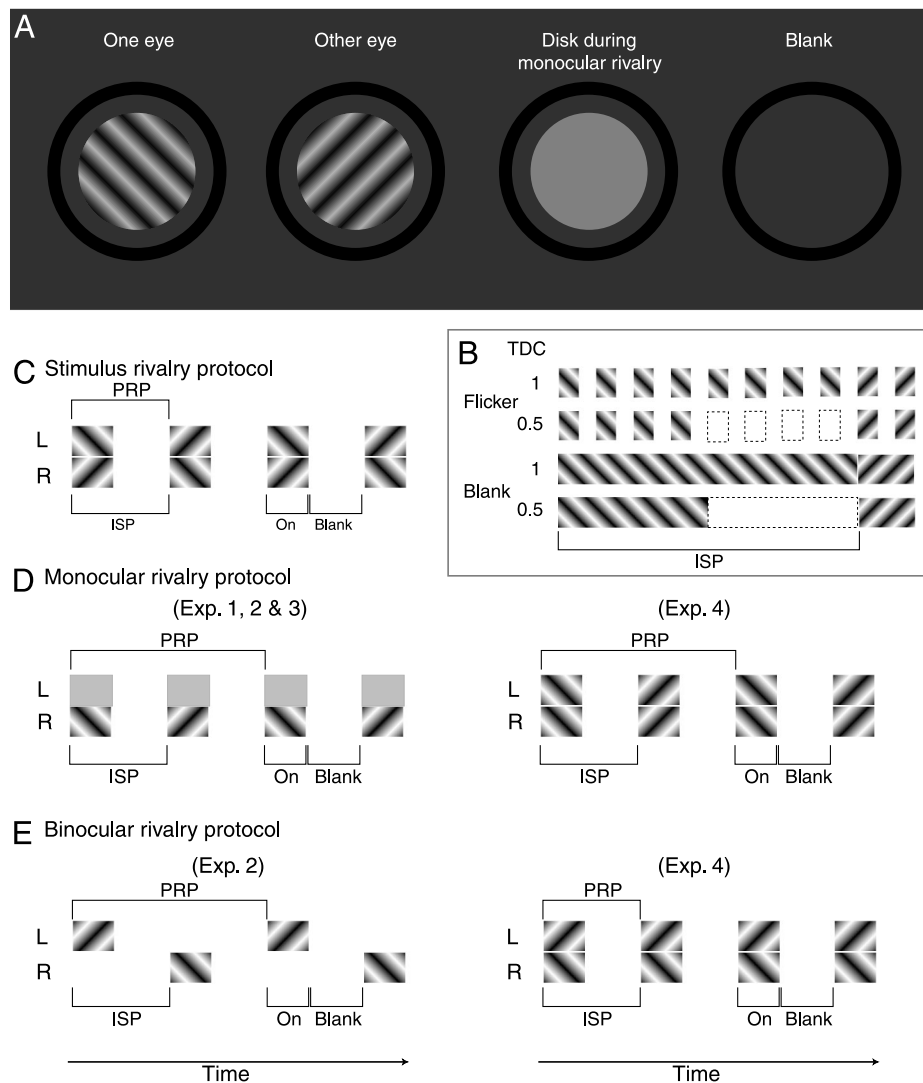 A
One eye
Other eye
Disk during
monocular rivalry
Blank
C Stimulus rivalry protocol
PRP
L
R
ISP
On
Blank
B
TDC
Flicker
1
0.5
Blank
1
0.5
ISP
D Monocular rivalry protocol
(Exp. 1, 2 & 3)
PRP
L
R
ISP
On
Blank
(Exp. 4)
PRP
L
R
ISP
On
Blank
E Binocular rivalry protocol
(Exp. 2)
PRP
L
R
ISP
On
Blank
Time
(Exp. 4)
PRP
L
R
ISP
On
Blank
Time